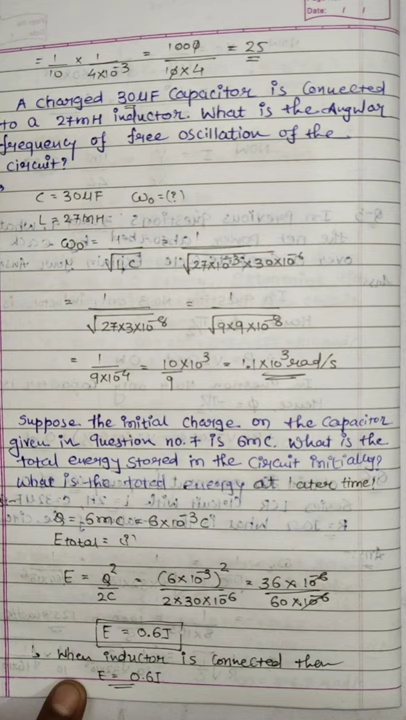 Date: / /
= 1/10 × 1/4×10⁻³ = 1000/10×4 = 25
A charged 30μF capacitor is connected
to a 27mH inductor. What is the Angular
frequency of free oscillation of the
circuit?
C = 30μF ω₀ = (?)
L = 27mH
ω₀ = 1/√LC = 1/√27×10⁻³×30×10⁻⁶
= 1/√27×3×10⁻⁸ = 1/√9×9×10⁻⁸
= 1/9×10⁻⁴ = 10×10³/9 = 1.1×10³ rad/s
Suppose the initial charge on the capacitor
given in question no. 7 is 6mC. What is the
total energy stored in the circuit initially?
What is the total energy at later time?
Q = 6mC = 6×10⁻³C
Etotal = (?)
E = Q²/2C = (6×10⁻³)²/2×30×10⁻⁶ = 36×10⁻⁶/60×10⁻⁶
E = 0.6J
When inductor is connected then
E = 0.6J